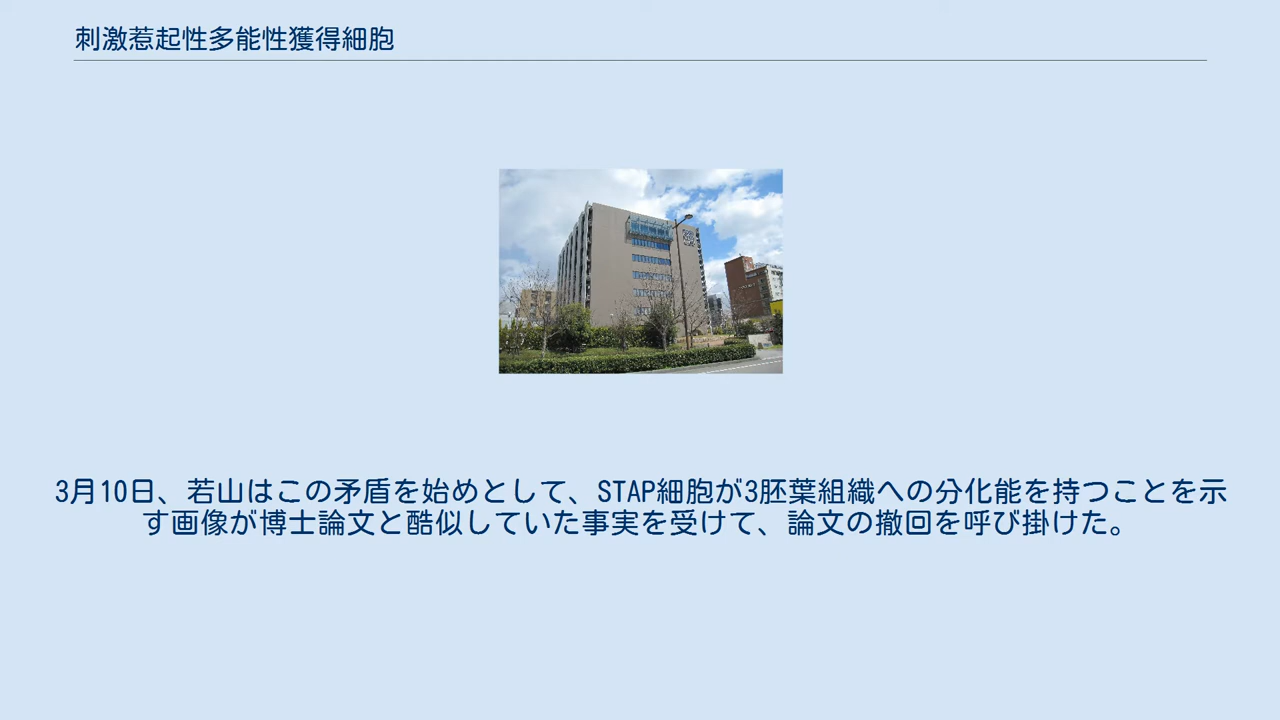 刺激惹起性多能性獲得細胞
3月10日、若山はこの矛盾を始めとして、STAP細胞が3胚葉組織への分化能を持つことを示
す画像が博士論文と酷似していた事実を受けて、論文の撤回を呼び掛けた。